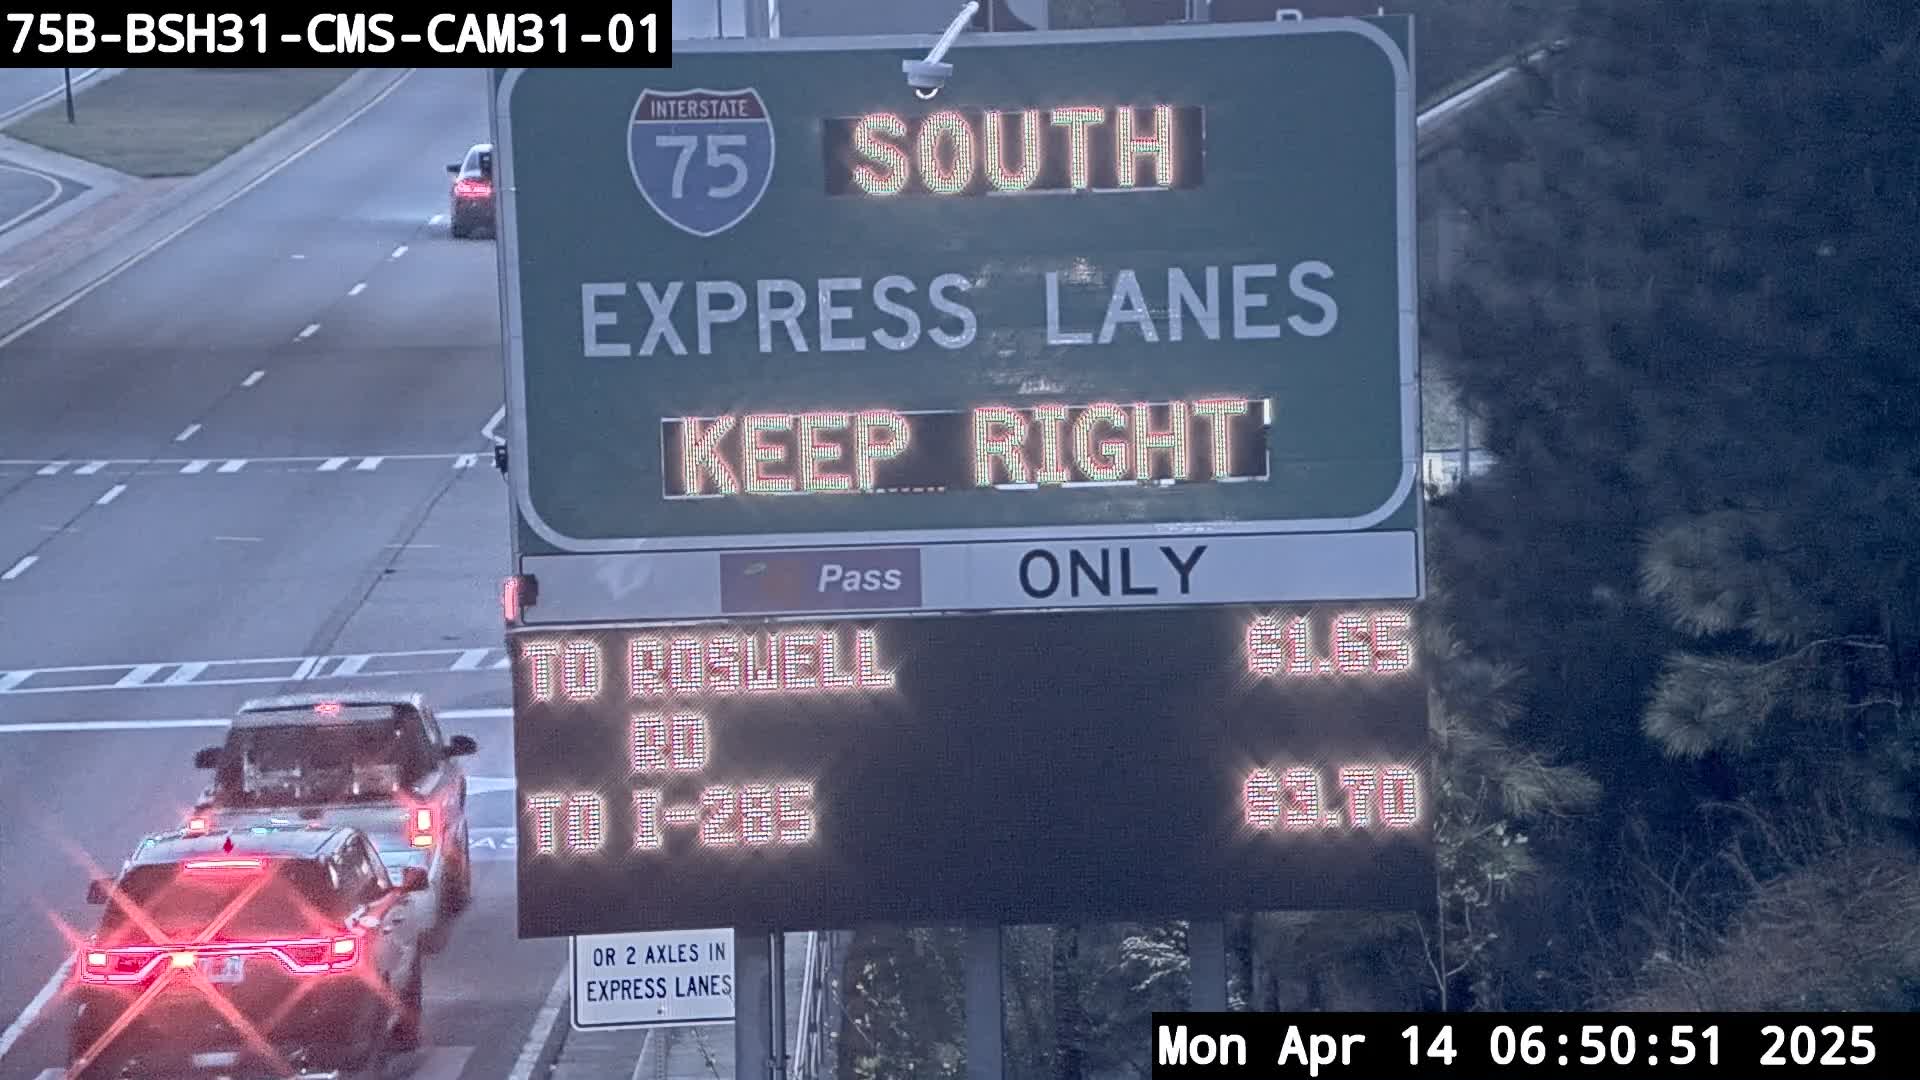 75B-BSH31-CMS-CAM31-01
INTERSTATE
75
SOUTH
EXPRESS LANES
KEEP RIGHT
Pass ONLY
TO ROSWELL $1.65
RD
TO I-285 $3.70
OR 2 AXLES IN
EXPRESS LANES
Mon Apr 14 06:50:51 2025